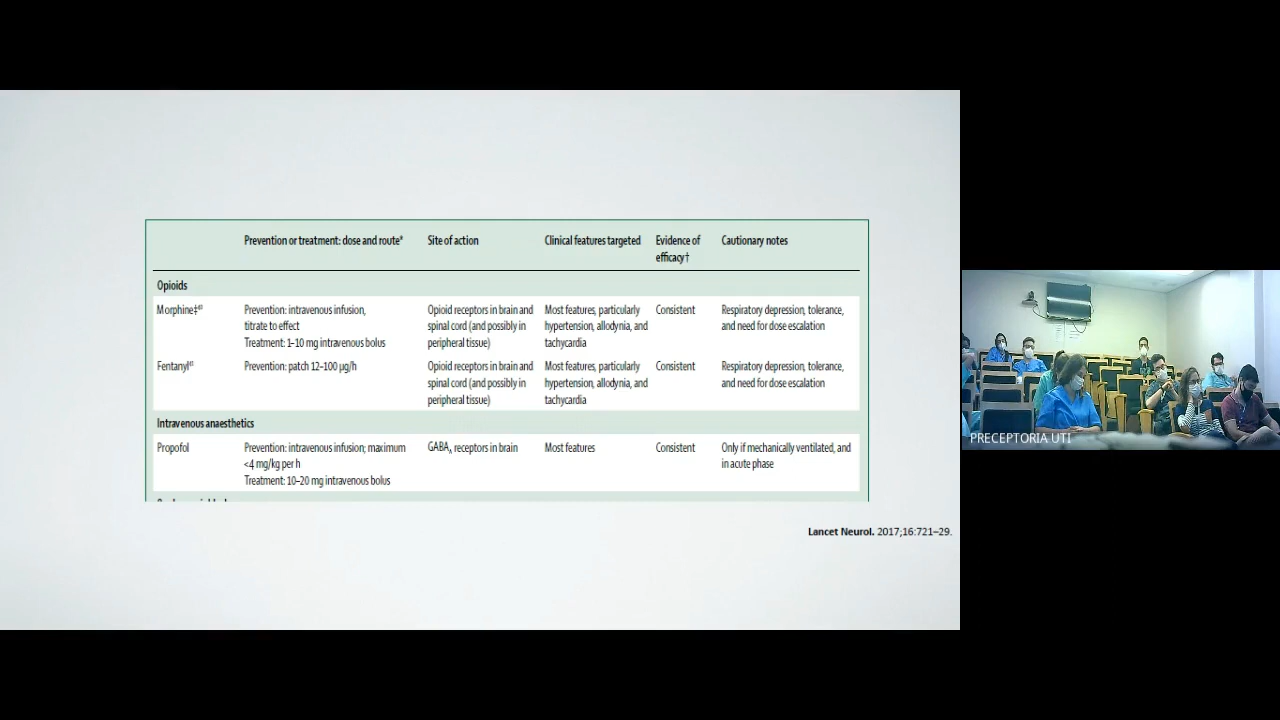 Prevention or treatment: dose and route* Site of action Clinical features targeted Evidence of Cautionary notes
efficacy†
Opioids
Morphine‡ Prevention: intravenous infusion, Opioid receptors in brain and Most features, particularly Consistent Respiratory depression, tolerance,
titrate to effect spinal cord (and possibly in hypertension, allodynia, and and need for dose escalation
Treatment: 1–10 mg intravenous bolus peripheral tissue) tachycardia
Fentanyl Prevention: patch 12–100 µg/h Opioid receptors in brain and Most features, particularly Consistent Respiratory depression, tolerance,
spinal cord (and possibly in hypertension, allodynia, and and need for dose escalation
peripheral tissue) tachycardia
Intravenous anaesthetics
Propofol Prevention: intravenous infusion; maximum GABAA receptors in brain Most features Consistent Only if mechanically ventilated, and
<4 mg/kg per h in acute phase
Treatment: 10–20 mg intravenous bolus
Lancet Neurol. 2017;16:721–29.
PRECEPTORIA UTI